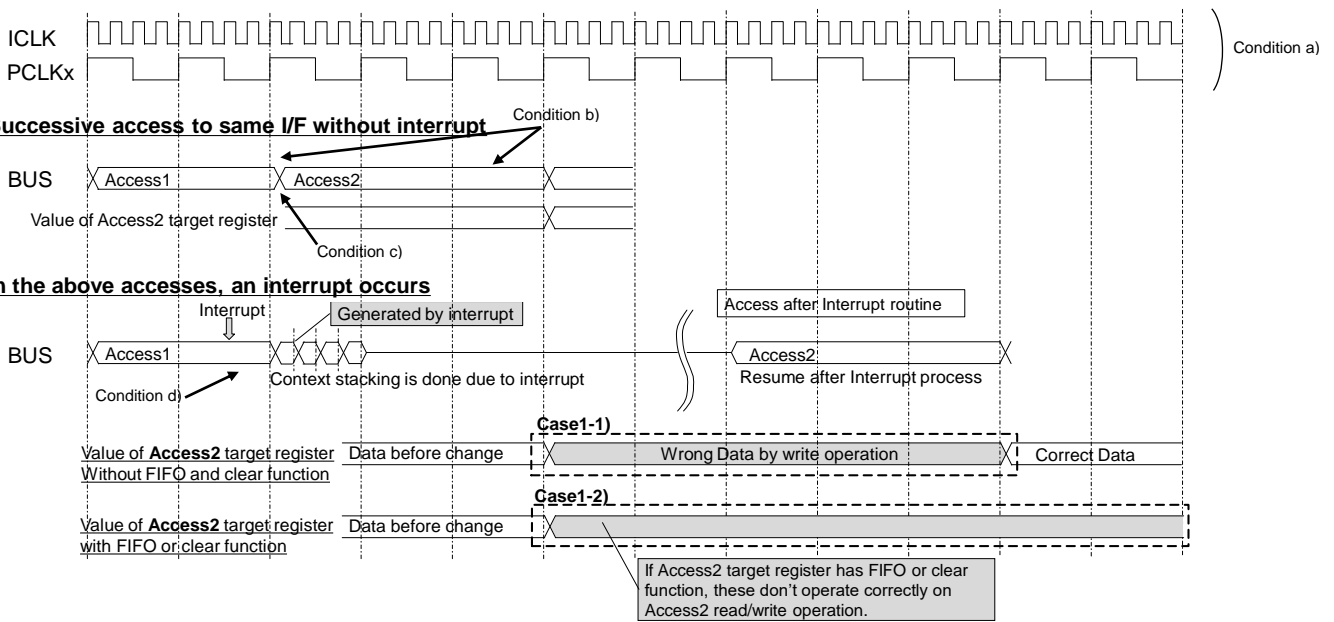 ICLK
Condition a)
PCLKx
Successive access to same I/F without interrupt
Condition b)
BUS
Access1
Access2
Value of Access2 target register
Condition c)
n the above accesses, an interrupt occurs
Interrupt
Generated by interrupt
Access after Interrupt routine
BUS
Access1
Access2
Context stacking is done due to interrupt
Resume after Interrupt process
Condition d)
Case1-1)
Value of Access2 target register
Without FIFO and clear function
Data before change
Wrong Data by write operation
Correct Data
Case1-2)
Value of Access2 target register
with FIFO or clear function
Data before change
If Access2 target register has FIFO or clear
function, these don't operate correctly on
Access2 read/write operation.